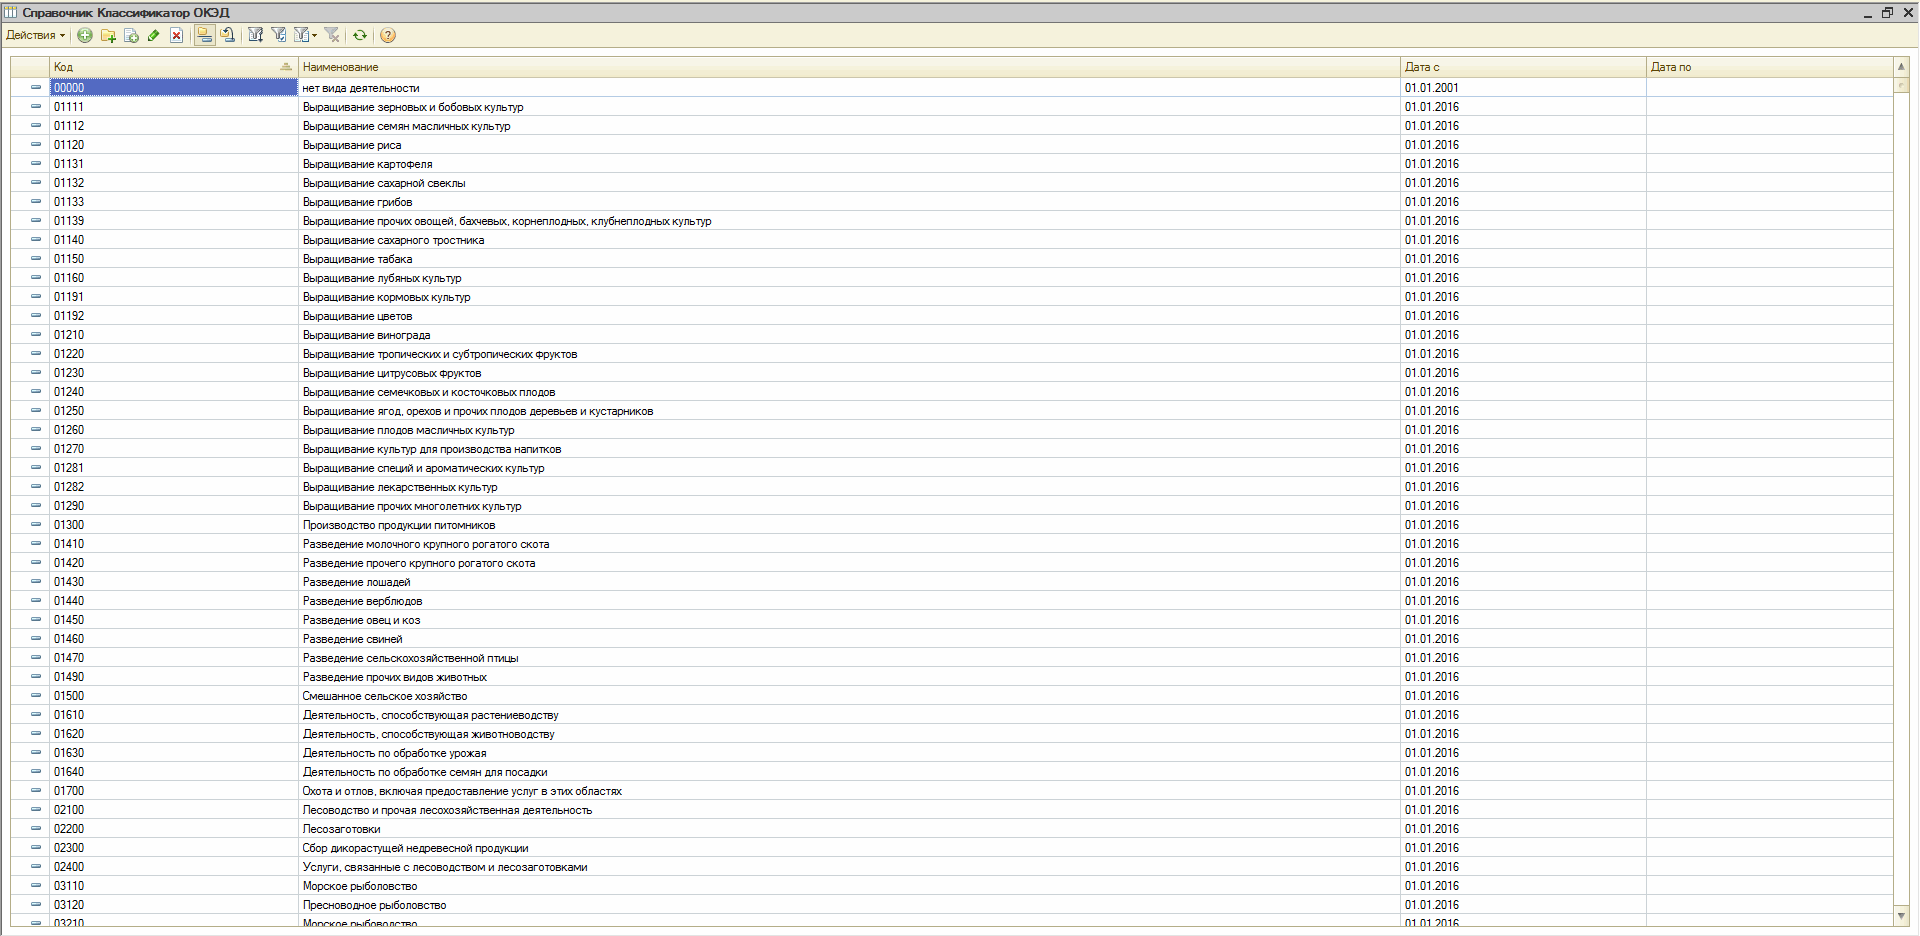 Справочник Классификатор ОКЭД
Действия
Код Наименование Дата с Дата по
00000 нет вида деятельности 01.01.2001
01111 Выращивание зерновых и бобовых культур 01.01.2016
01112 Выращивание семян масличных культур 01.01.2016
01120 Выращивание риса 01.01.2016
01131 Выращивание картофеля 01.01.2016
01132 Выращивание сахарной свеклы 01.01.2016
01133 Выращивание грибов 01.01.2016
01139 Выращивание прочих овощей, бахчевых, корнеплодных, клубнеплодных культур 01.01.2016
01140 Выращивание сахарного тростника 01.01.2016
01150 Выращивание табака 01.01.2016
01160 Выращивание лубяных культур 01.01.2016
01191 Выращивание кормовых культур 01.01.2016
01192 Выращивание цветов 01.01.2016
01210 Выращивание винограда 01.01.2016
01220 Выращивание тропических и субтропических фруктов 01.01.2016
01230 Выращивание цитрусовых фруктов 01.01.2016
01240 Выращивание семечковых и косточковых плодов 01.01.2016
01250 Выращивание ягод, орехов и прочих плодов деревьев и кустарников 01.01.2016
01260 Выращивание плодов масличных культур 01.01.2016
01270 Выращивание культур для производства напитков 01.01.2016
01281 Выращивание специй и ароматических культур 01.01.2016
01282 Выращивание лекарственных культур 01.01.2016
01290 Выращивание прочих многолетних культур 01.01.2016
01300 Производство продукции питомников 01.01.2016
01410 Разведение молочного крупного рогатого скота 01.01.2016
01420 Разведение прочего крупного рогатого скота 01.01.2016
01430 Разведение лошадей 01.01.2016
01440 Разведение верблюдов 01.01.2016
01450 Разведение овец и коз 01.01.2016
01460 Разведение свиней 01.01.2016
01470 Разведение сельскохозяйственной птицы 01.01.2016
01490 Разведение прочих видов животных 01.01.2016
01500 Смешанное сельское хозяйство 01.01.2016
01610 Деятельность, способствующая растениеводству 01.01.2016
01620 Деятельность, способствующая животноводству 01.01.2016
01630 Деятельность по обработке урожая 01.01.2016
01640 Деятельность по обработке семян для посадки 01.01.2016
01700 Охота и отлов, включая предоставление услуг в этих областях 01.01.2016
02100 Лесоводство и прочая лесохозяйственная деятельность 01.01.2016
02200 Лесозаготовки 01.01.2016
02300 Сбор дикорастущей недревесной продукции 01.01.2016
02400 Услуги, связанные с лесоводством и лесозаготовками 01.01.2016
03110 Морское рыболовство 01.01.2016
03120 Пресноводное рыболовство 01.01.2016
03210 Морское рыбоводство 01.01.2016